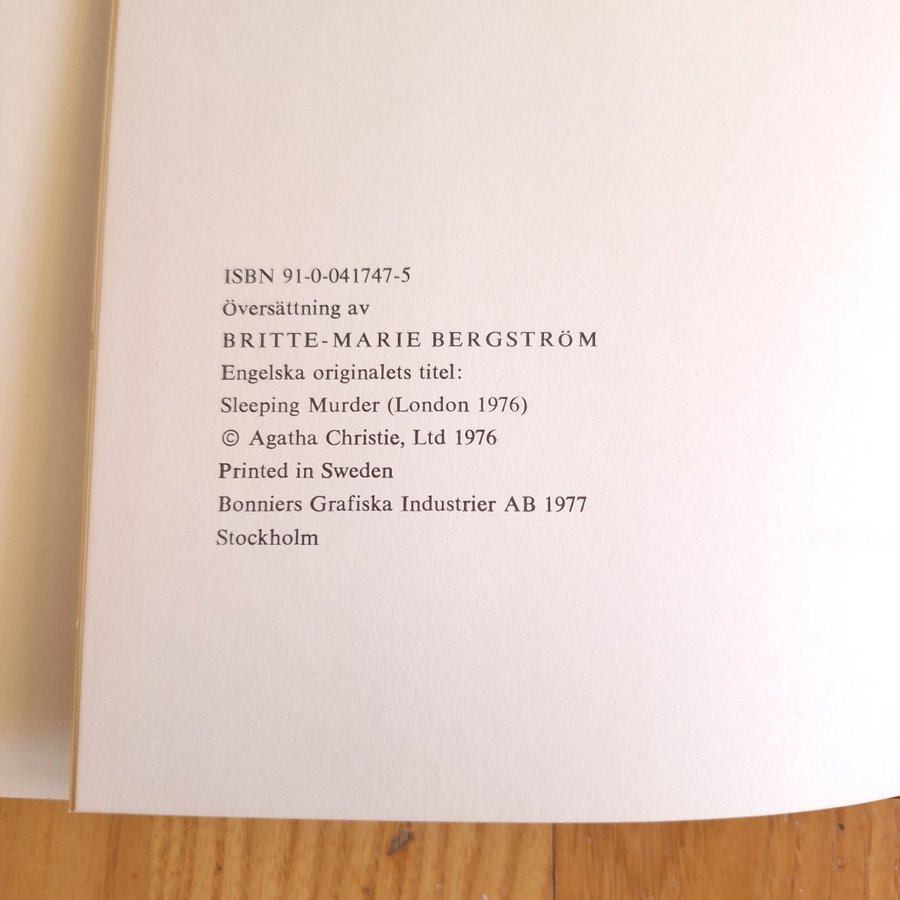 ISBN 91-0-041747-5
Översättning av
BRITTE-MARIE BERGSTRÖM
Engelska originalets titel:
Sleeping Murder (London 1976)
© Agatha Christie, Ltd 1976
Printed in Sweden
Bonniers Grafiska Industrier AB 1977
Stockholm